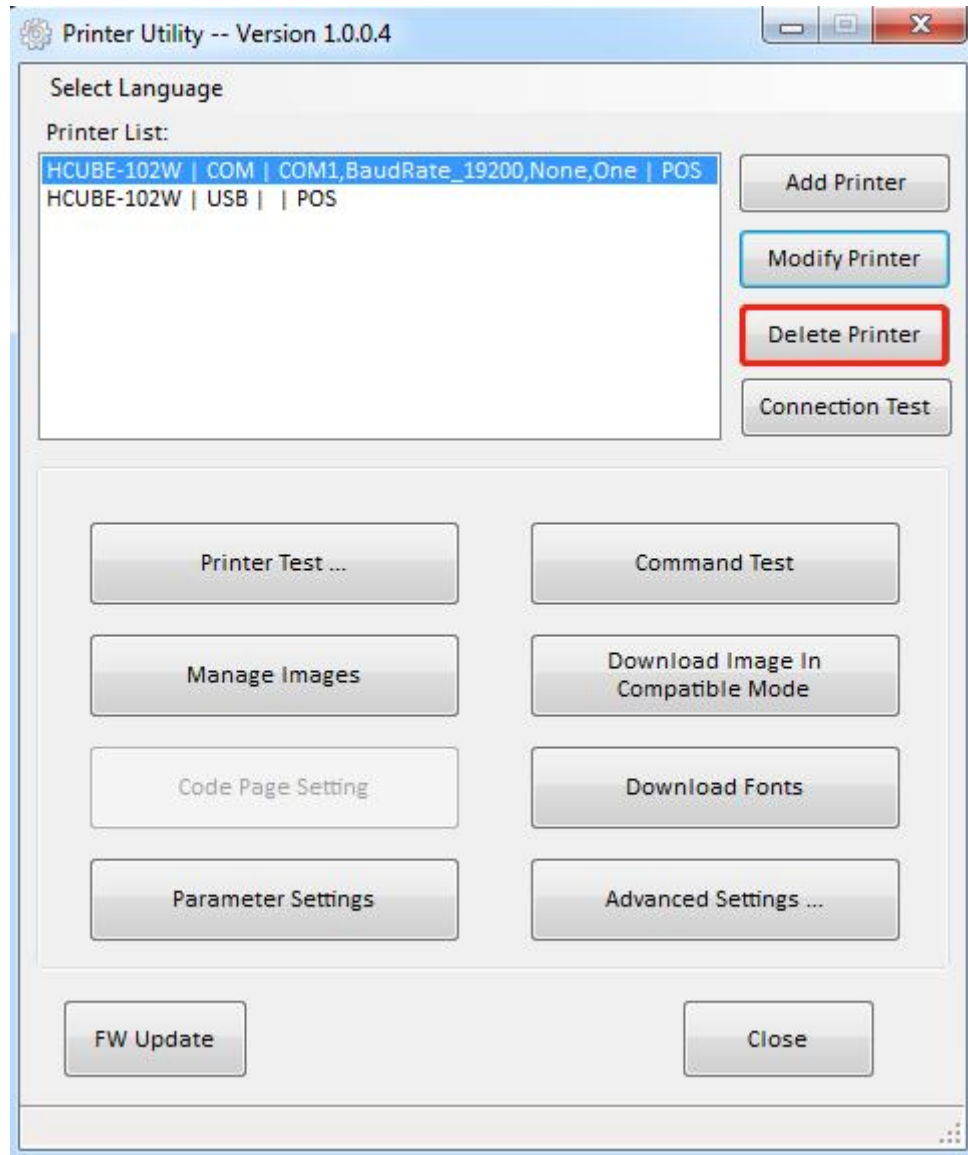 Printer Utility -- Version 1.0.0.4
Select Language
Printer List:
HCUBE-102W | COM | COM1,BaudRate_19200,None,One | POS
HCUBE-102W | USB | | POS
Add Printer
Modify Printer
Delete Printer
Connection Test
Printer Test ...
Command Test
Manage Images
Download Image In
Compatible Mode
Code Page Setting
Download Fonts
Parameter Settings
Advanced Settings ...
FW Update
Close